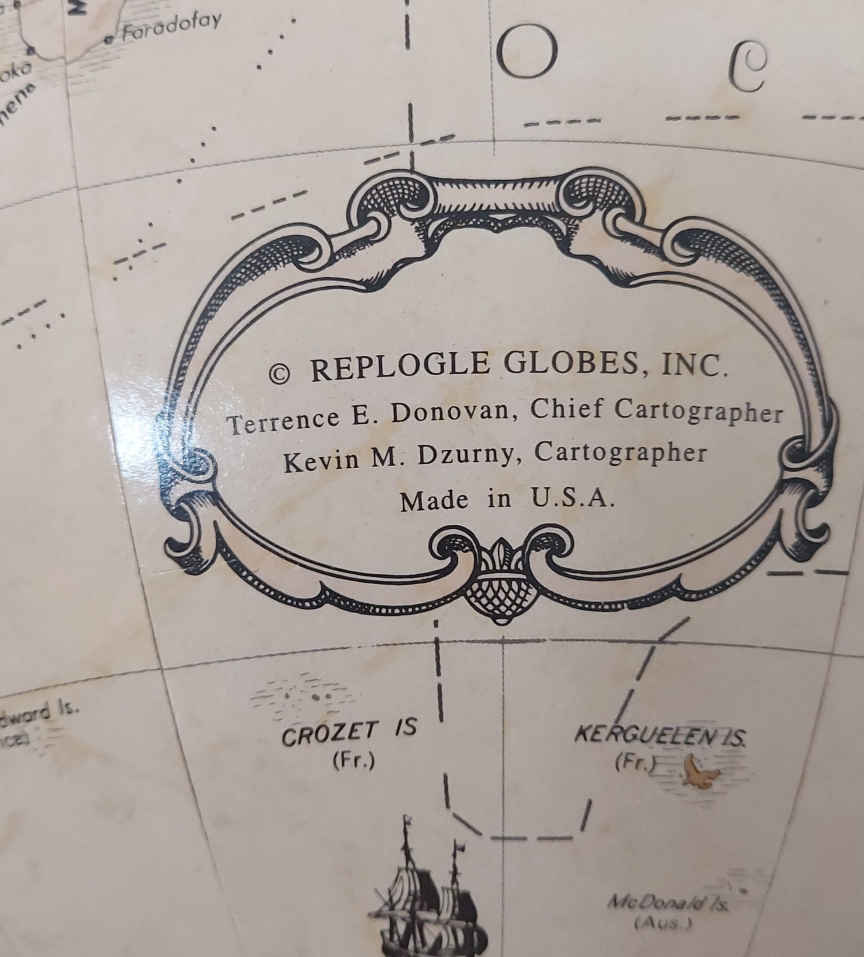 Faradofay
O C
© REPLOGLE GLOBES, INC.
Terrence E. Donovan, Chief Cartographer
Kevin M. Dzurny, Cartographer
Made in U.S.A.
Is.
CROZET IS
(Fr.)
KERGUELEN IS.
(Fr.)
McDonald Is.
(Aus.)